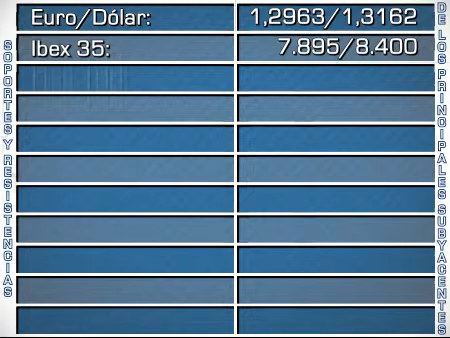 SOPORTES Y RESISTENCIAS
Euro/Dólar: 1,2963/1,3162
Ibex 35: 7.895/8.400
DE LOS PRINCIPALES SUBYACENTES